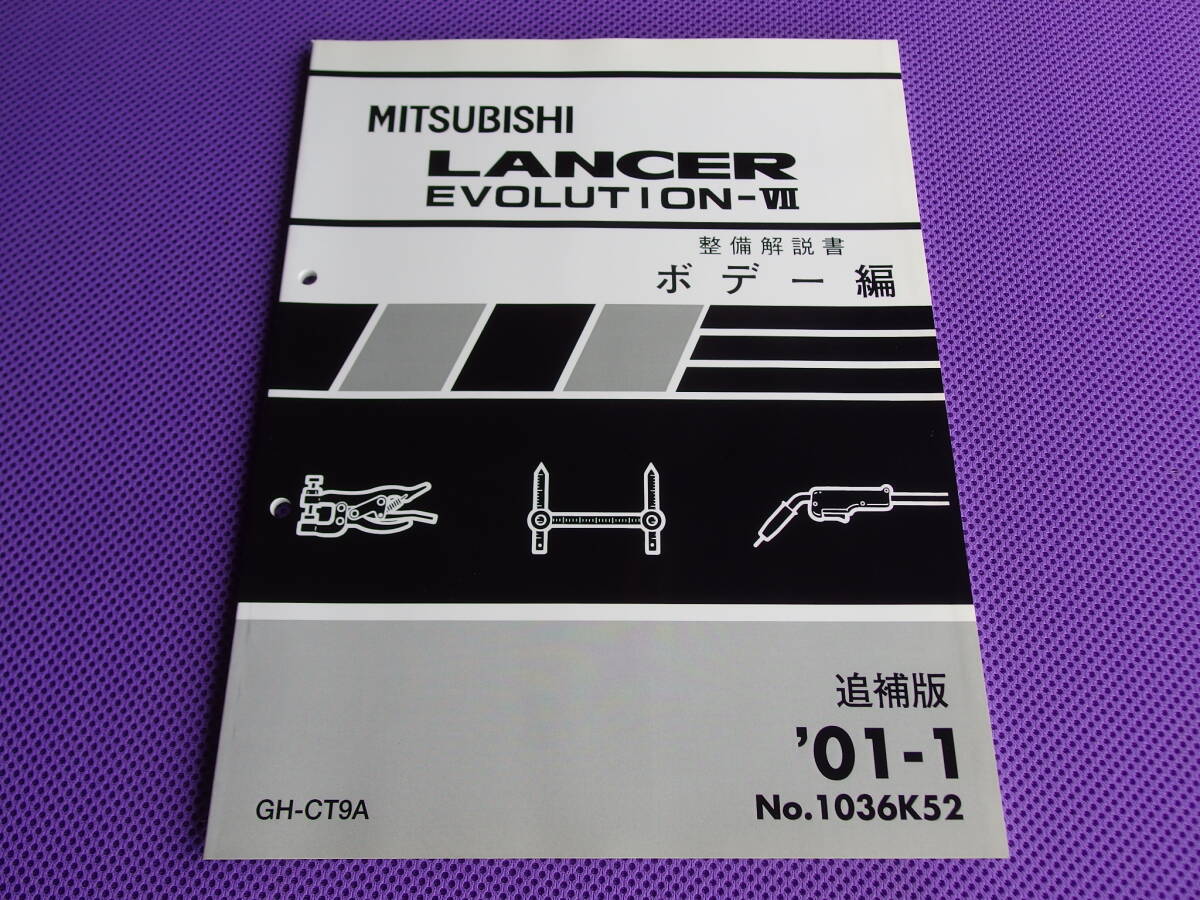 MITSUBISHI
LANCER
EVOLUTION-VII
整備解説書
ボデー編
追補版
'01-1
GH-CT9A
No.1036K52